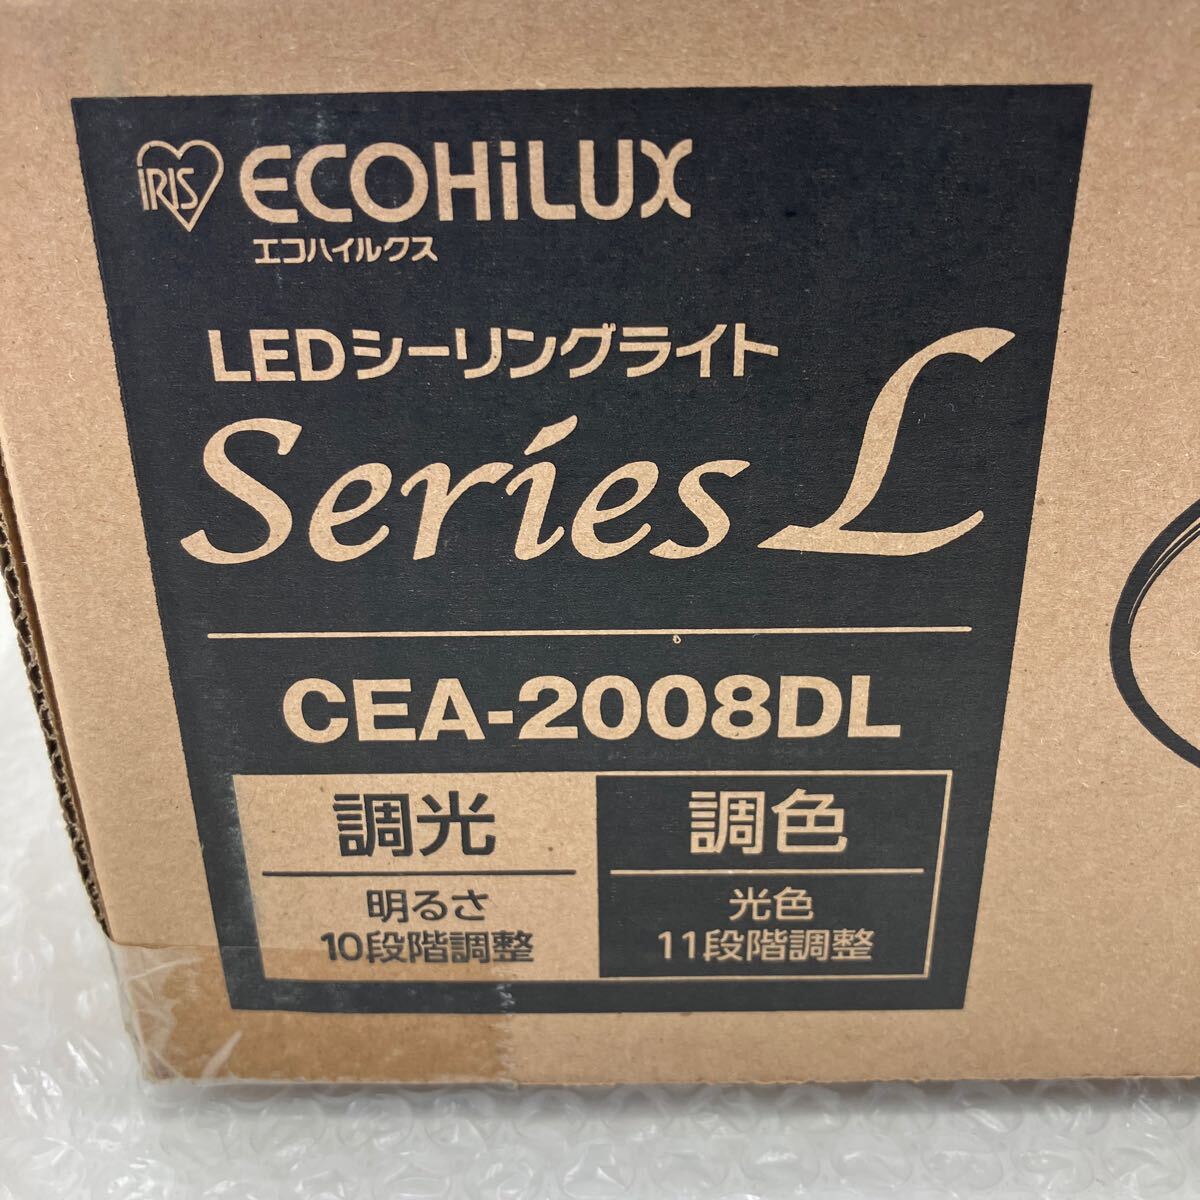 IRIS ECOHiLUX
エコハイルクス
LEDシーリングライト
Series L
CEA-2008DL
調光
明るさ
10段階調整
調色
光色
11段階調整